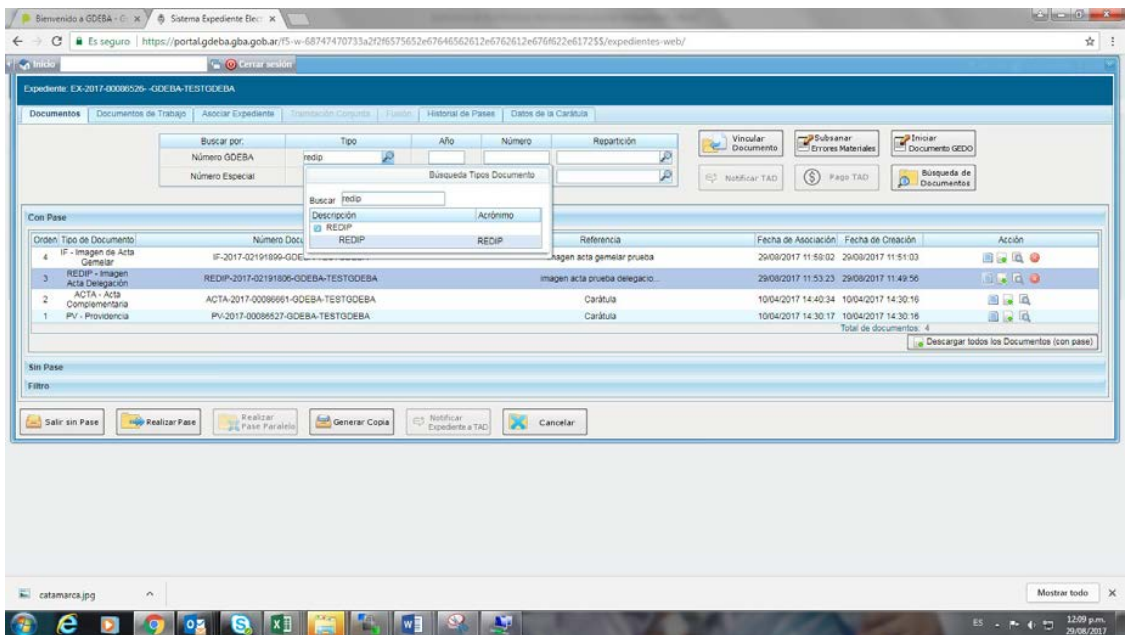 Bienvenido a GDEBA - G
Sistema Expediente Elect
Es seguro | https://portal.gdeba.gba.gob.ar/f5-w-68747470733a2f2f6575652e67646562612e6762612e676f622e6172$$/expedientes-web/
Inicio
Cerrar sesión
Expediente: EX-2017-00086526- -GDEBA-TESTGDEBA
Documentos
Documentos de Trabajo
Asociar Expediente
Tramitación Conjunta
Fusión
Historial de Pases
Datos de la Carátula
Buscar por: Tipo Año Número Repartición
Número GDEBA redip
Número Especial
Vincular Documento
Subsanar Errores Materiales
Iniciar Documento GEDO
Notificar TAD
Pago TAD
Búsqueda de Documentos
Búsqueda Tipos Documento
Buscar redip
Descripción Acrónimo
REDIP
REDIP REDIP
Con Pase
Orden Tipo de Documento Número Docu Referencia Fecha de Asociación Fecha de Creación Acción
4 IF - Imagen de Acta Gemelar IF-2017-02191899-GDEBA-TESTGDEBA imagen acta gemelar prueba 29/08/2017 11:58:02 29/08/2017 11:51:03
3 REDIP - Imagen Acta Delegación REDIP-2017-02191806-GDEBA-TESTGDEBA imagen acta prueba delegacio... 29/08/2017 11:53:23 29/08/2017 11:49:56
2 ACTA - Acta Complementaria ACTA-2017-00086661-GDEBA-TESTGDEBA Carátula 10/04/2017 14:40:34 10/04/2017 14:30:16
1 PV - Providencia PV-2017-00086527-GDEBA-TESTGDEBA Carátula 10/04/2017 14:30:17 10/04/2017 14:30:16
Total de documentos: 4
Descargar todos los Documentos (con pase)
Sin Pase
Filtro
Salir sin Pase
Realizar Pase
Realizar Pase Paralelo
Generar Copia
Notificar Expediente a TAD
Cancelar
catamarca.jpg
Mostrar todo
ES
12:09 p.m.
29/08/2017